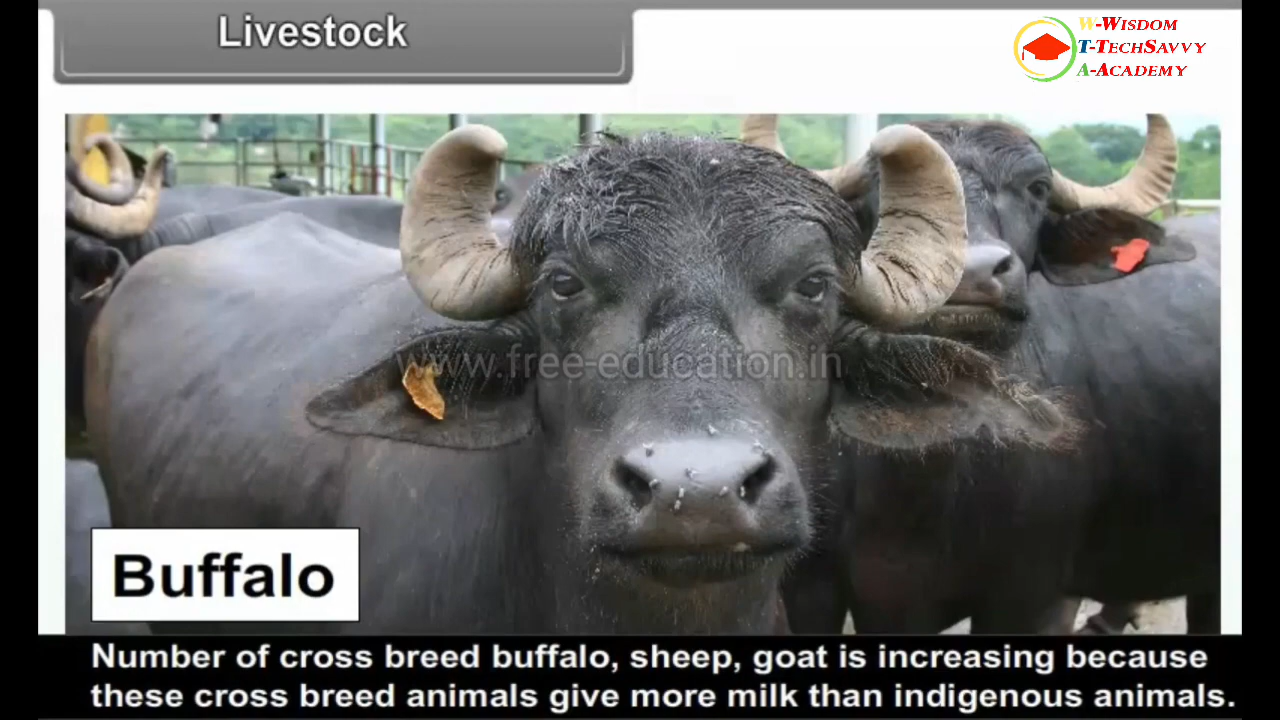 Livestock
W-Wisdom
T-TechSavvy
A-Academy
www.free-education.in
Buffalo
Number of cross breed buffalo, sheep, goat is increasing because
these cross breed animals give more milk than indigenous animals.